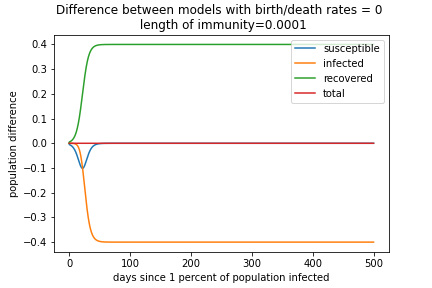 Difference between models with birth/death rates = 0
length of immunity=0.0001
susceptible
infected
recovered
total
population difference
0.4
0.3
0.2
0.1
0.0
−0.1
−0.2
−0.3
−0.4
0
100
200
300
400
500
days since 1 percent of population infected